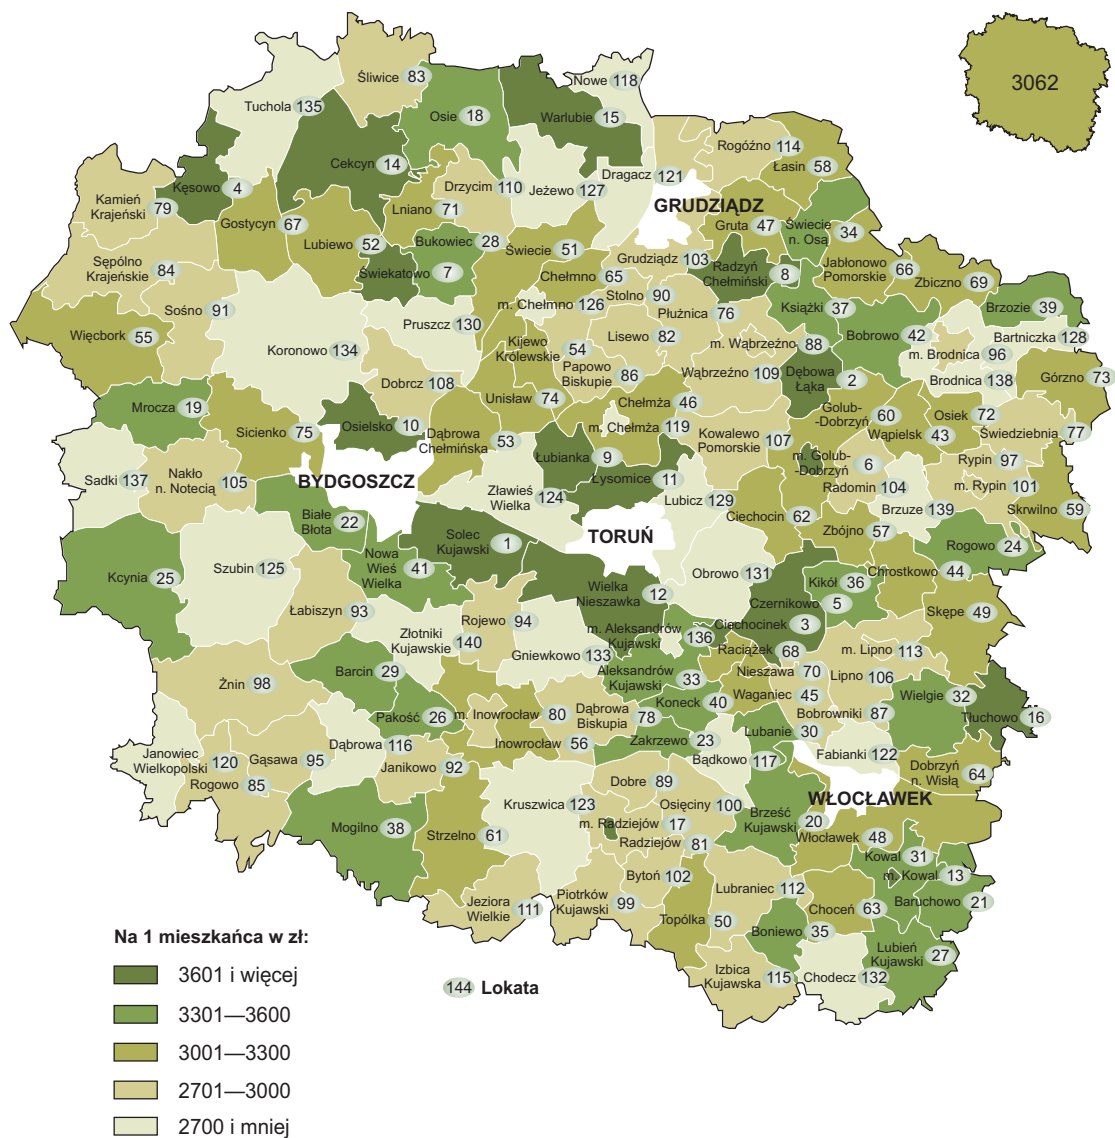 3062
Śliwice 83
Nowe 118
Tuchola 135
Osie 18
Warlubie 15
Rogóźno 114
Łasin 58
Cekcyn 14
Dragacz 121
Kęsowo 4
Drzycim 110
Jeżewo 127
Kamień
Krajeński
79
GRUDZIĄDZ
Lniano 71
Gostycyn 67
Gruta 47
Świecie
n. Osa
34
Lubiewo 52
Bukowiec 28
Świecie 51
Świekatowo 7
Sępólno
Krajeńskie
84
Grudziądz 103
Radzyń
Chełmiński
8
Jabłonowo
Pomorskie
66
Zbiczno 69
Chełmno 65
m. Chełmno 126
Stolno 90
Płużnica 76
Książki 37
Brzozie 39
Sośno 91
Pruszcz 130
Więcbork 55
Koronowo 134
Kijewo
Królewskie
54
Lisewo 82
m. Wąbrzeźno 88
Bobrowo 42
Bartniczka 128
m. Brodnica 96
Papowo
Biskupie
86
Wąbrzeźno 109
Dębowa
Łąka
2
Brodnica 138
Górzno 73
Dobrcz 108
Unisław 74
Chełmża 46
Mrocza 19
Golub-
-Dobrzyń
60
Osiek 72
Sicienko 75
Osielsko 10
Dąbrowa
Chełmińska
53
m. Chełmża 119
Kowalewo
Pomorskie
107
Wąpielsk 43
Świedziebnia 77
Łubianka 9
m. Golub-
-Dobrzyń
6
Rypin 97
Sadki 137
Nakło
n. Notecią
105
BYDGOSZCZ
Łysomice 11
Radomin 104
m. Rypin 101
Zławieś
Wielka
124
Lubicz 129
Brzuze 139
Skrwilno 59
Białe
Błota
22
Ciechocin 62
TORUŃ
Zbójno 57
Solec
Kujawski
1
Rogowo 24
Kcynia 25
Szubin 125
Nowa
Wieś
Wielka
41
Obrowo 131
Chrostkowo 44
Kikół 36
Wielka
Nieszawka
12
Czernikowo 5
Skępe 49
Łabiszyn 93
Rojewo 94
Ciechocinek 3
Złotniki
Kujawskie
140
m. Aleksandrów
Kujawski
136
Raciążek 68
m. Lipno 113
Gniewkowo 133
Barcin 29
Aleksandrów
Kujawski
33
Nieszawa 70
Lipno 106
Żnin 98
Waganiec 45
Wielgie 32
Koneck 40
Pakość 26
m. Inowrocław 80
Dąbrowa
Biskupia
78
Bobrowniki 87
Tłuchowo 16
Lubanie 30
Inowrocław 56
Zakrzewo 23
Dąbrowa 116
Janowiec
Wielkopolski
120
Gąsawa 95
Bądkowo 117
Fabianki 122
Janikowo 92
Dobrzyń
n. Wisłą
64
Rogowo 85
Dobre 89
WŁOCŁAWEK
Kruszwica 123
Osięciny 100
Brześć
Kujawski
20
Mogilno 38
Strzelno 61
m. Radziejów 17
Włocławek 48
Radziejów 81
Kowal 31
m. Kowal 13
Bytoń 102
Lubraniec 112
Baruchowo 21
Jeziora
Wielkie
111
Piotrków
Kujawski
99
Topólka 50
Choceń 63
Boniewo 35
Lubień
Kujawski
27
Izbica
Kujawska
115
Chodecz 132
Na 1 mieszkańca w zł:
3601 i więcej
3301—3600
3001—3300
2701—3000
2700 i mniej
144 Lokata